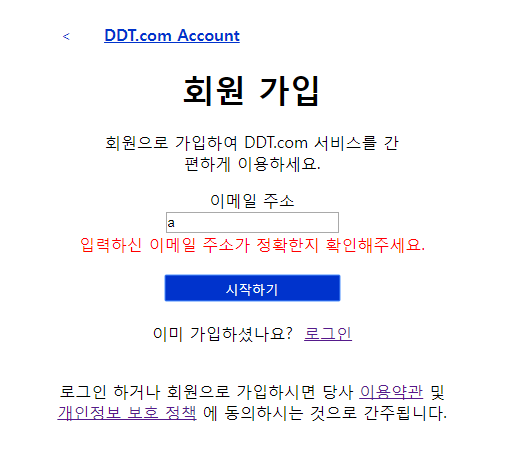 < DDT.com Account
회원 가입
회원으로 가입하여 DDT.com 서비스를 간
편하게 이용하세요.
이메일 주소
a
입력하신 이메일 주소가 정확한지 확인해주세요.
시작하기
이미 가입하셨나요? 로그인
로그인 하거나 회원으로 가입하시면 당사 이용약관 및
개인정보 보호 정책 에 동의하시는 것으로 간주됩니다.